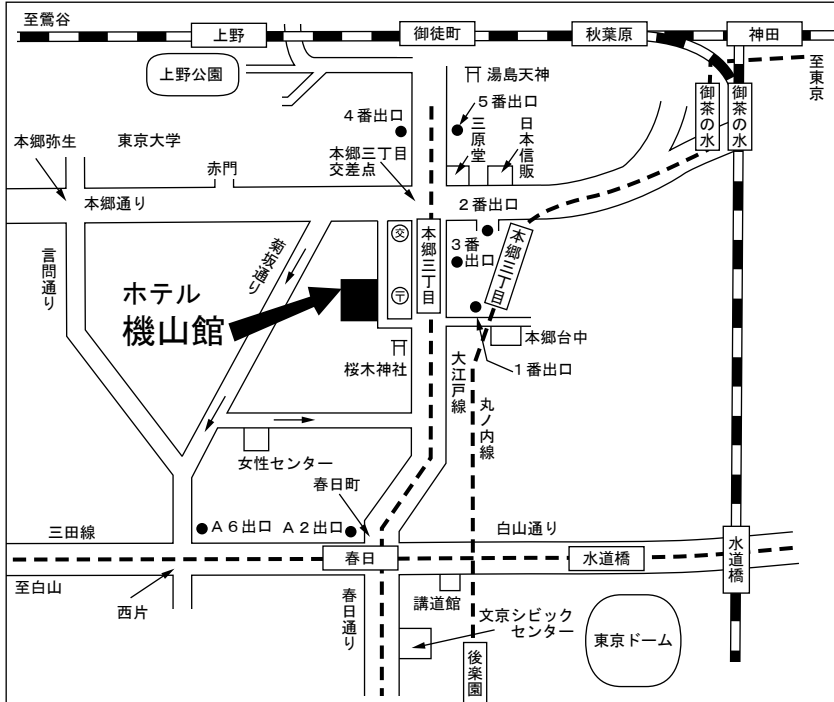 至鶯谷
上野
御徒町
秋葉原
神田
至東京
上野公園
湯島天神
御茶の水
御茶の水
4番出口
5番出口
三原堂
日本信販
本郷弥生
東京大学
赤門
本郷三丁目
交差点
本郷通り
2番出口
交
本郷三丁目
3番
出口
本郷三丁目
言問通り
菊坂通り
ホテル
機山館
〒
桜木神社
本郷台中
1番出口
大江戸線
丸ノ内線
女性センター
春日町
A6出口
A2出口
三田線
白山通り
春日
水道橋
水道橋
至白山
西片
春日通り
講道館
文京シビック
センター
後楽園
東京ドーム